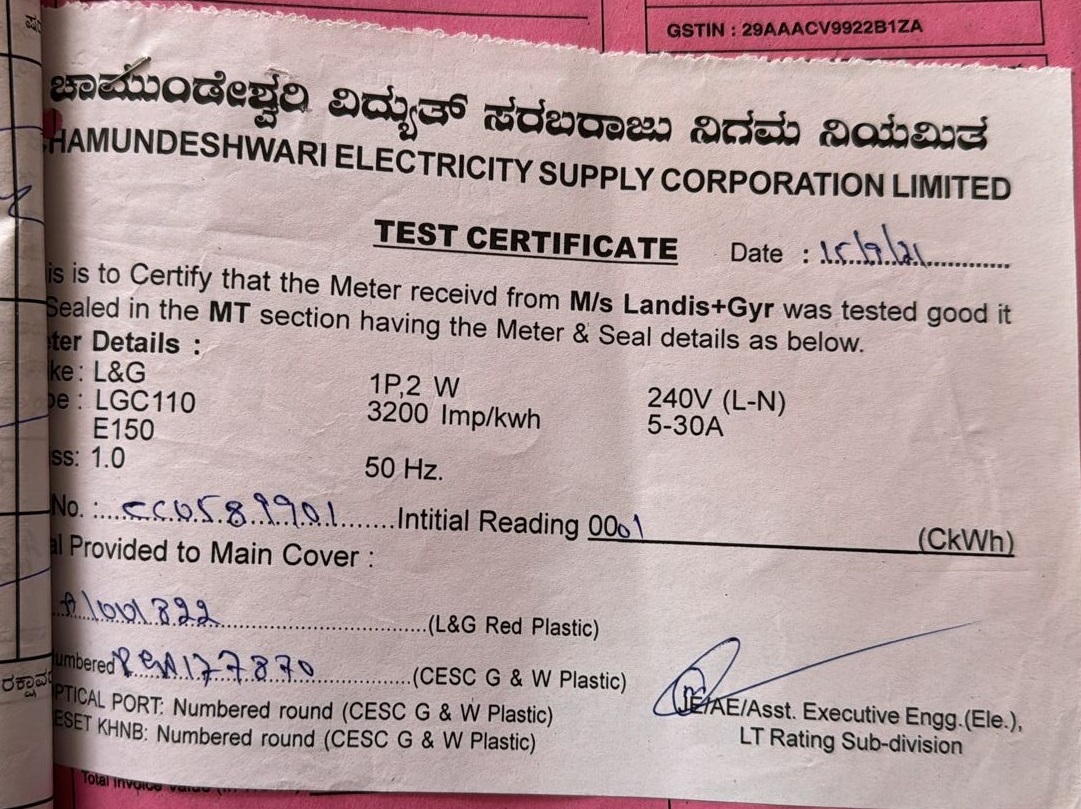 GSTIN : 29AAACV9922B1ZA
ಚಾಮುಂಡೇಶ್ವರಿ ವಿದ್ಯುತ್ ಸರಬರಾಜು ನಿಗಮ ನಿಯಮಿತ
HAMUNDESHWARI ELECTRICITY SUPPLY CORPORATION LIMITED
TEST CERTIFICATE Date : 15/9/21
is is to Certify that the Meter receivd from M/s Landis+Gyr was tested good it
Sealed in the MT section having the Meter & Seal details as below.
ter Details :
ke: L&G 1P,2 W 240V (L-N)
pe : LGC110 3200 Imp/kwh 5-30A
E150
ss: 1.0 50 Hz.
No. : Intitial Reading 0001 (CkWh)
al Provided to Main Cover :
(L&G Red Plastic)
umbered (CESC G & W Plastic)
PTICAL PORT: Numbered round (CESC G & W Plastic)
ESET KHNB: Numbered round (CESC G & W Plastic)
JE/AE/Asst. Executive Engg.(Ele.),
LT Rating Sub-division
Total Invoice Value